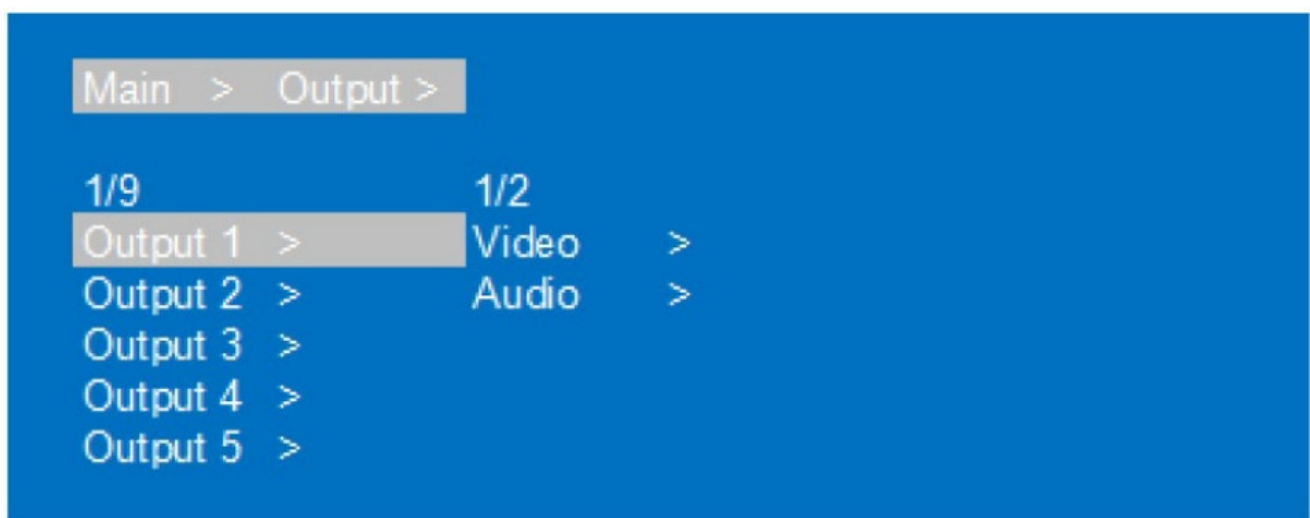 Main > Output >
1/9 1/2
Output 1 > Video >
Output 2 > Audio >
Output 3 >
Output 4 >
Output 5 >